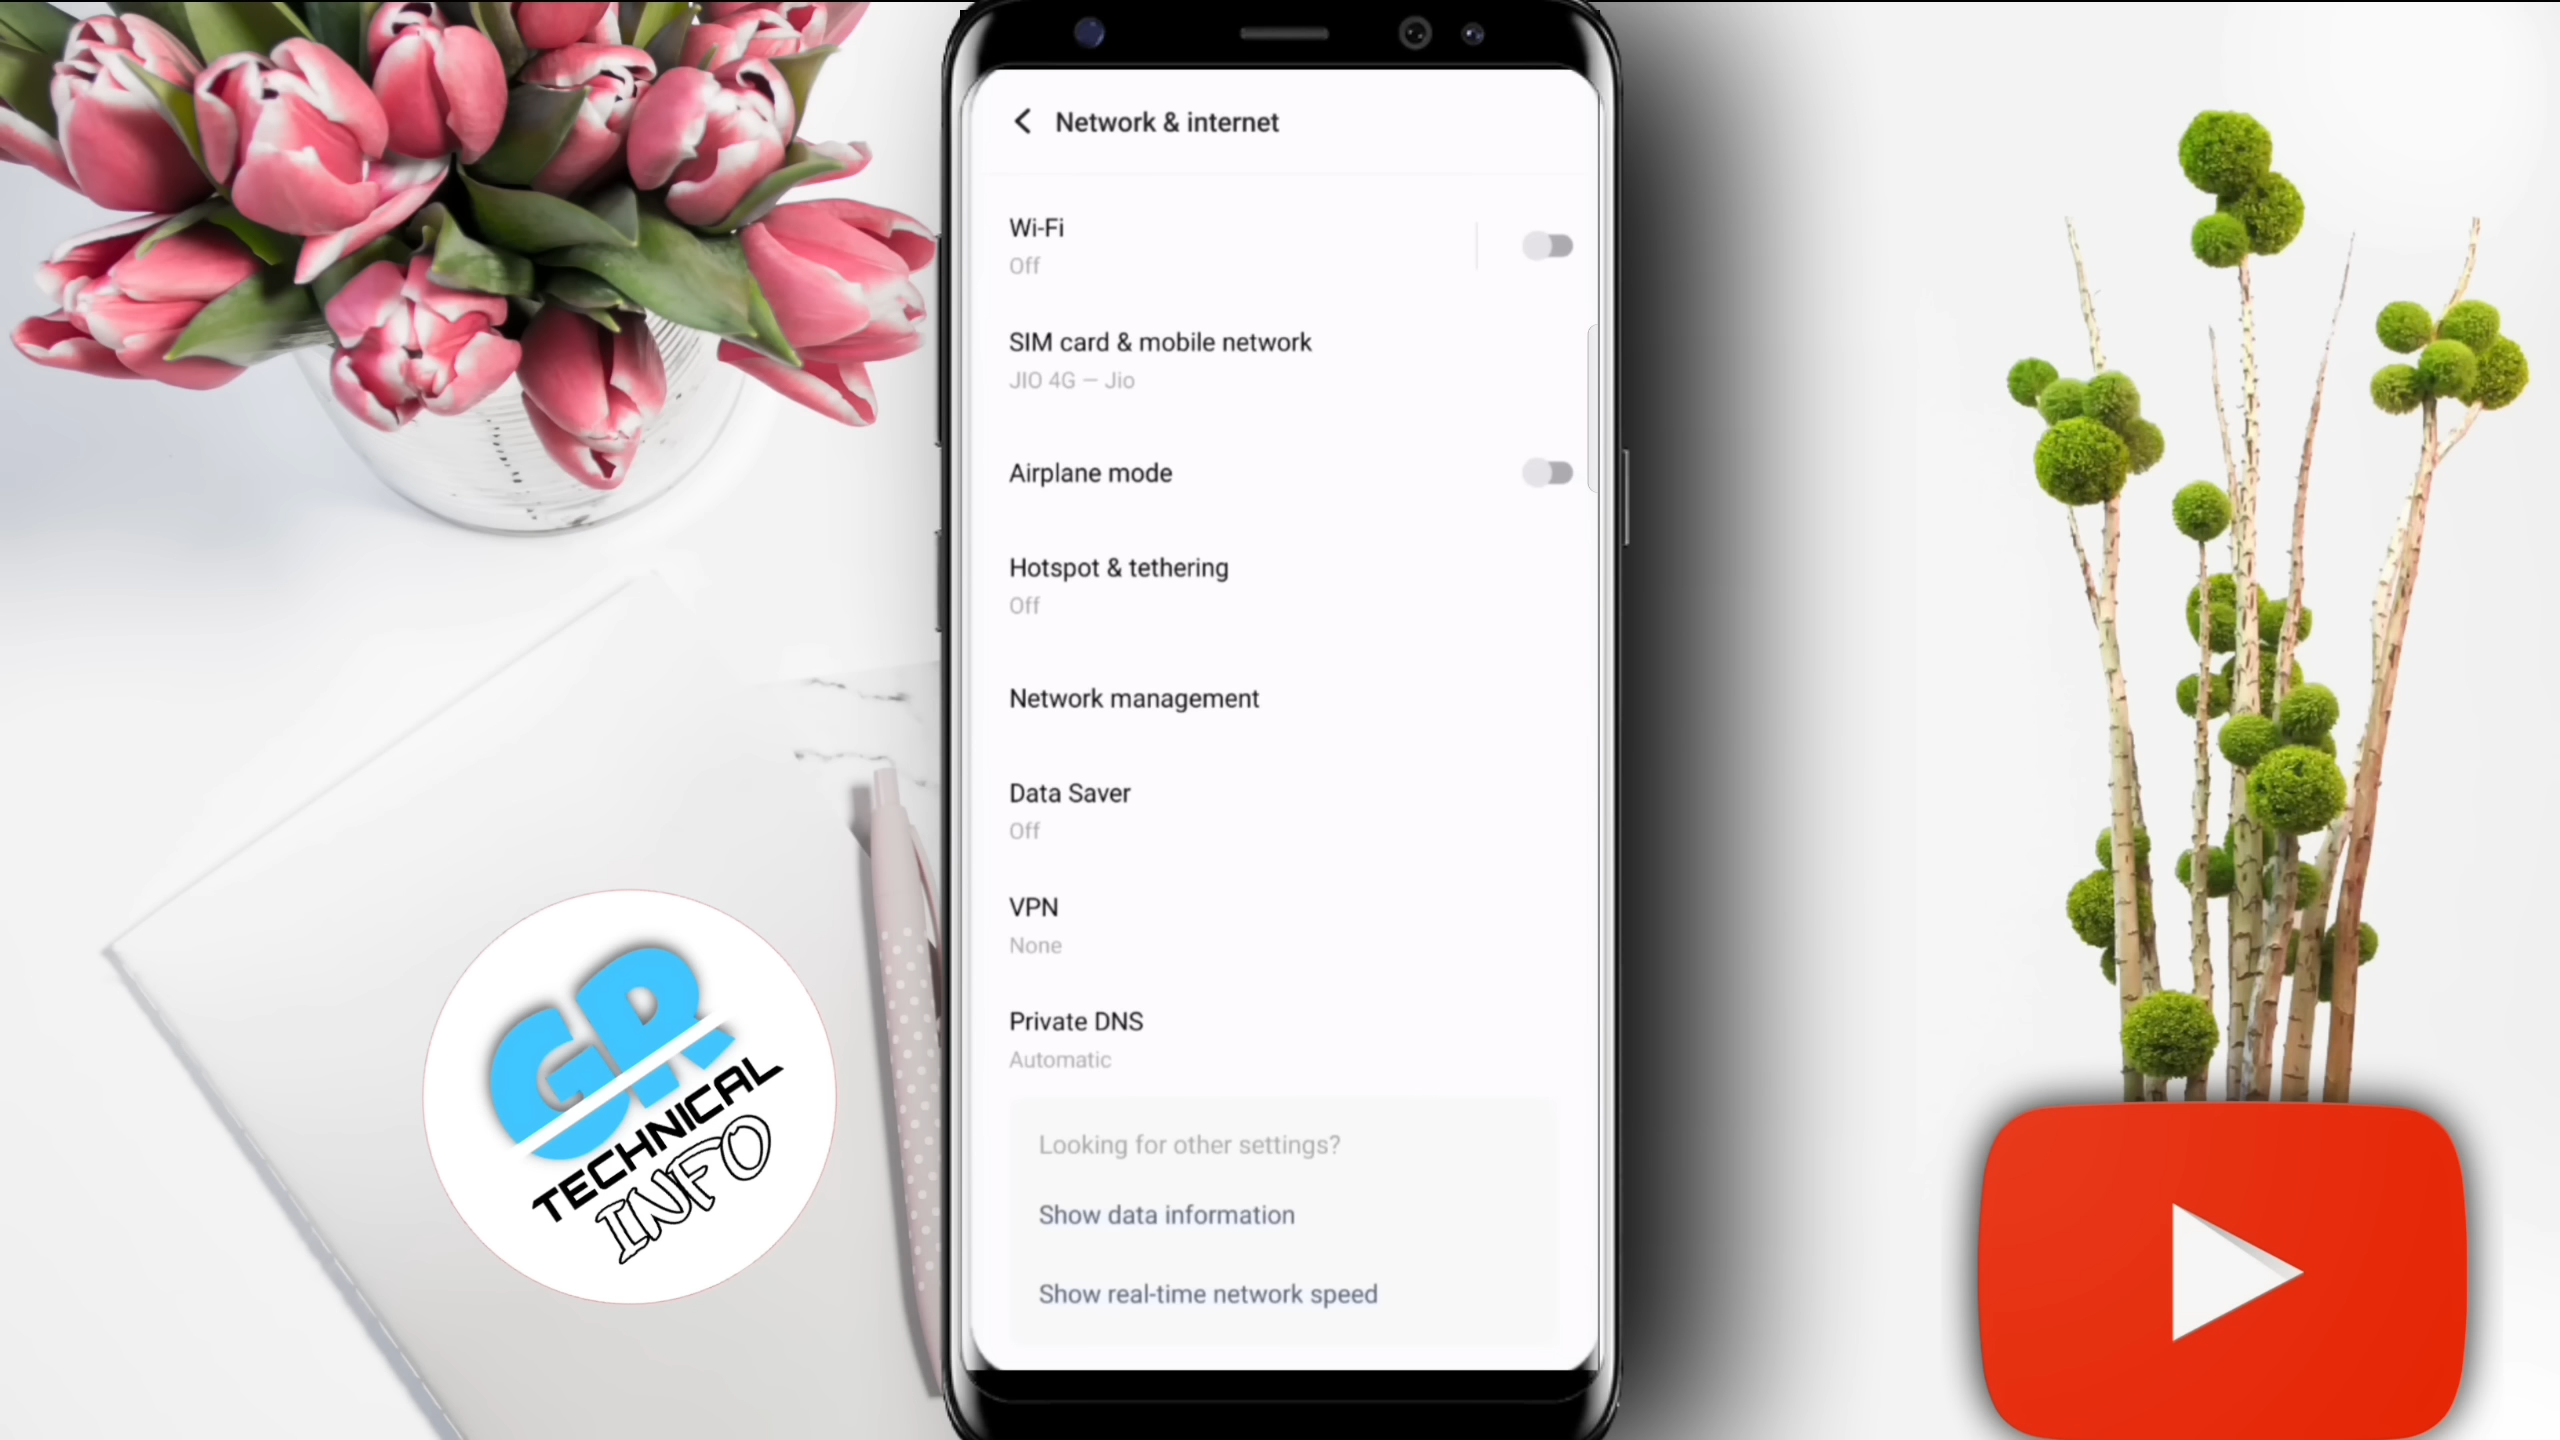 Network & internet
Wi-Fi
Off
SIM card & mobile network
JIO 4G — Jio
Airplane mode
Hotspot & tethering
Off
Network management
Data Saver
Off
VPN
None
Private DNS
Automatic
Looking for other settings?
Show data information
Show real-time network speed
GR
TECHNICAL
INFO